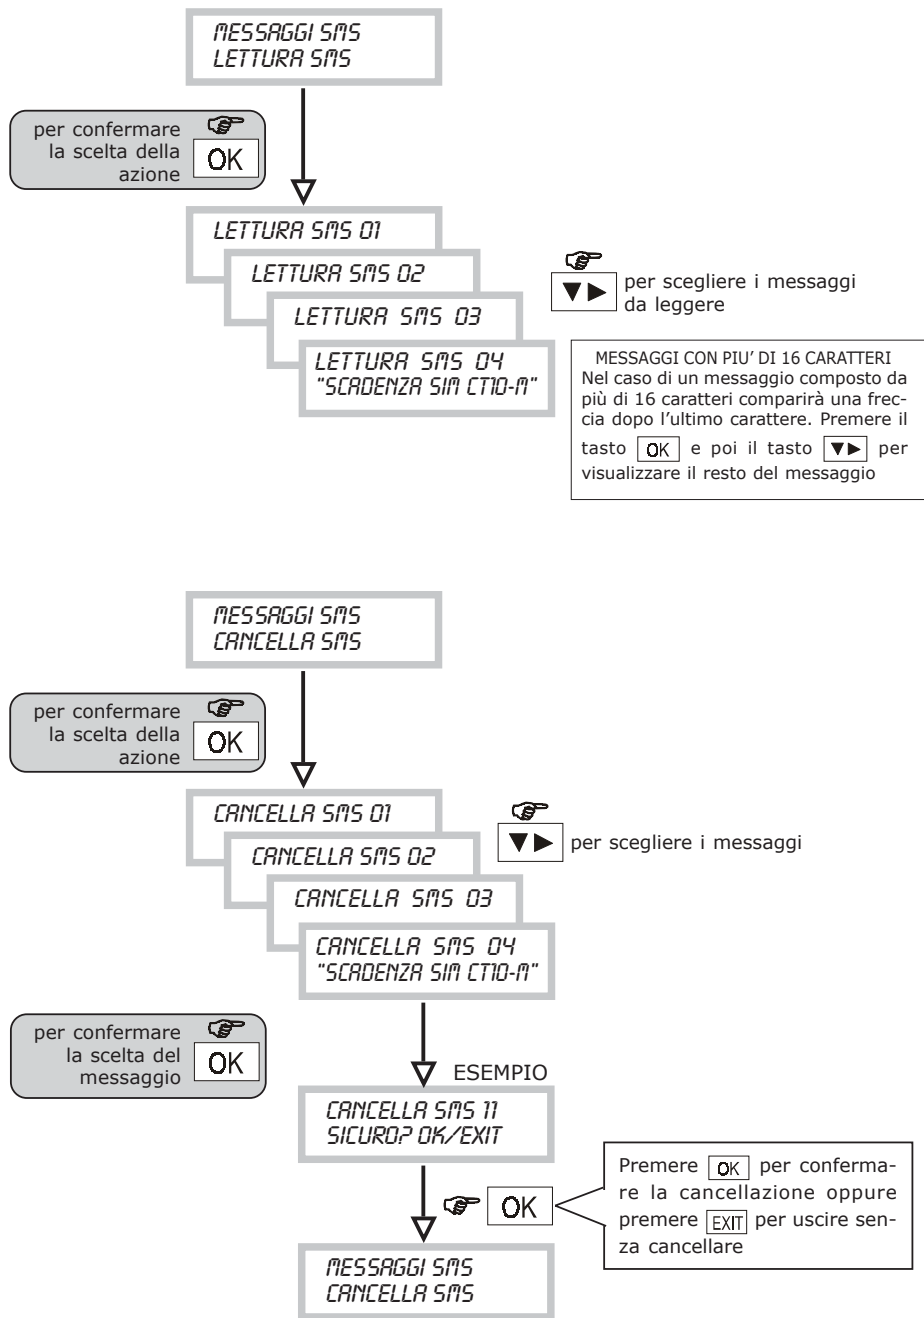 MESSAGGI SMS
LETTURA SMS
per confermare
la scelta della
azione
OK
LETTURA SMS 01
LETTURA SMS 02
LETTURA SMS 03
LETTURA SMS 04
"SCADENZA SIM CT10-M"
▼▶ per scegliere i messaggi
da leggere
MESSAGGI CON PIU' DI 16 CARATTERI
Nel caso di un messaggio composto da
più di 16 caratteri comparirà una frec-
cia dopo l'ultimo carattere. Premere il
tasto OK e poi il tasto ▼▶ per
visualizzare il resto del messaggio
MESSAGGI SMS
CANCELLA SMS
per confermare
la scelta della
azione
OK
CANCELLA SMS 01
CANCELLA SMS 02
CANCELLA SMS 03
CANCELLA SMS 04
"SCADENZA SIM CT10-M"
▼▶ per scegliere i messaggi
per confermare
la scelta del
messaggio
OK
ESEMPIO
CANCELLA SMS 11
SICURO? OK/EXIT
OK
Premere OK per conferma-
re la cancellazione oppure
premere EXIT per uscire sen-
za cancellare
MESSAGGI SMS
CANCELLA SMS